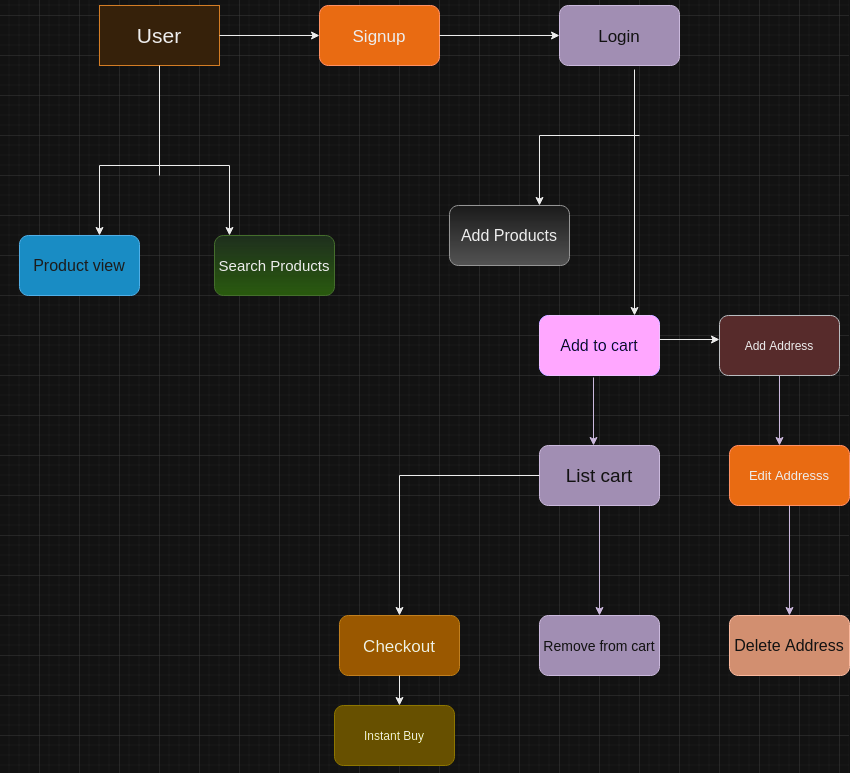 User
Signup
Login
Product view
Search Products
Add Products
Add to cart
Add Address
List cart
Edit Addresss
Checkout
Remove from cart
Delete Address
Instant Buy